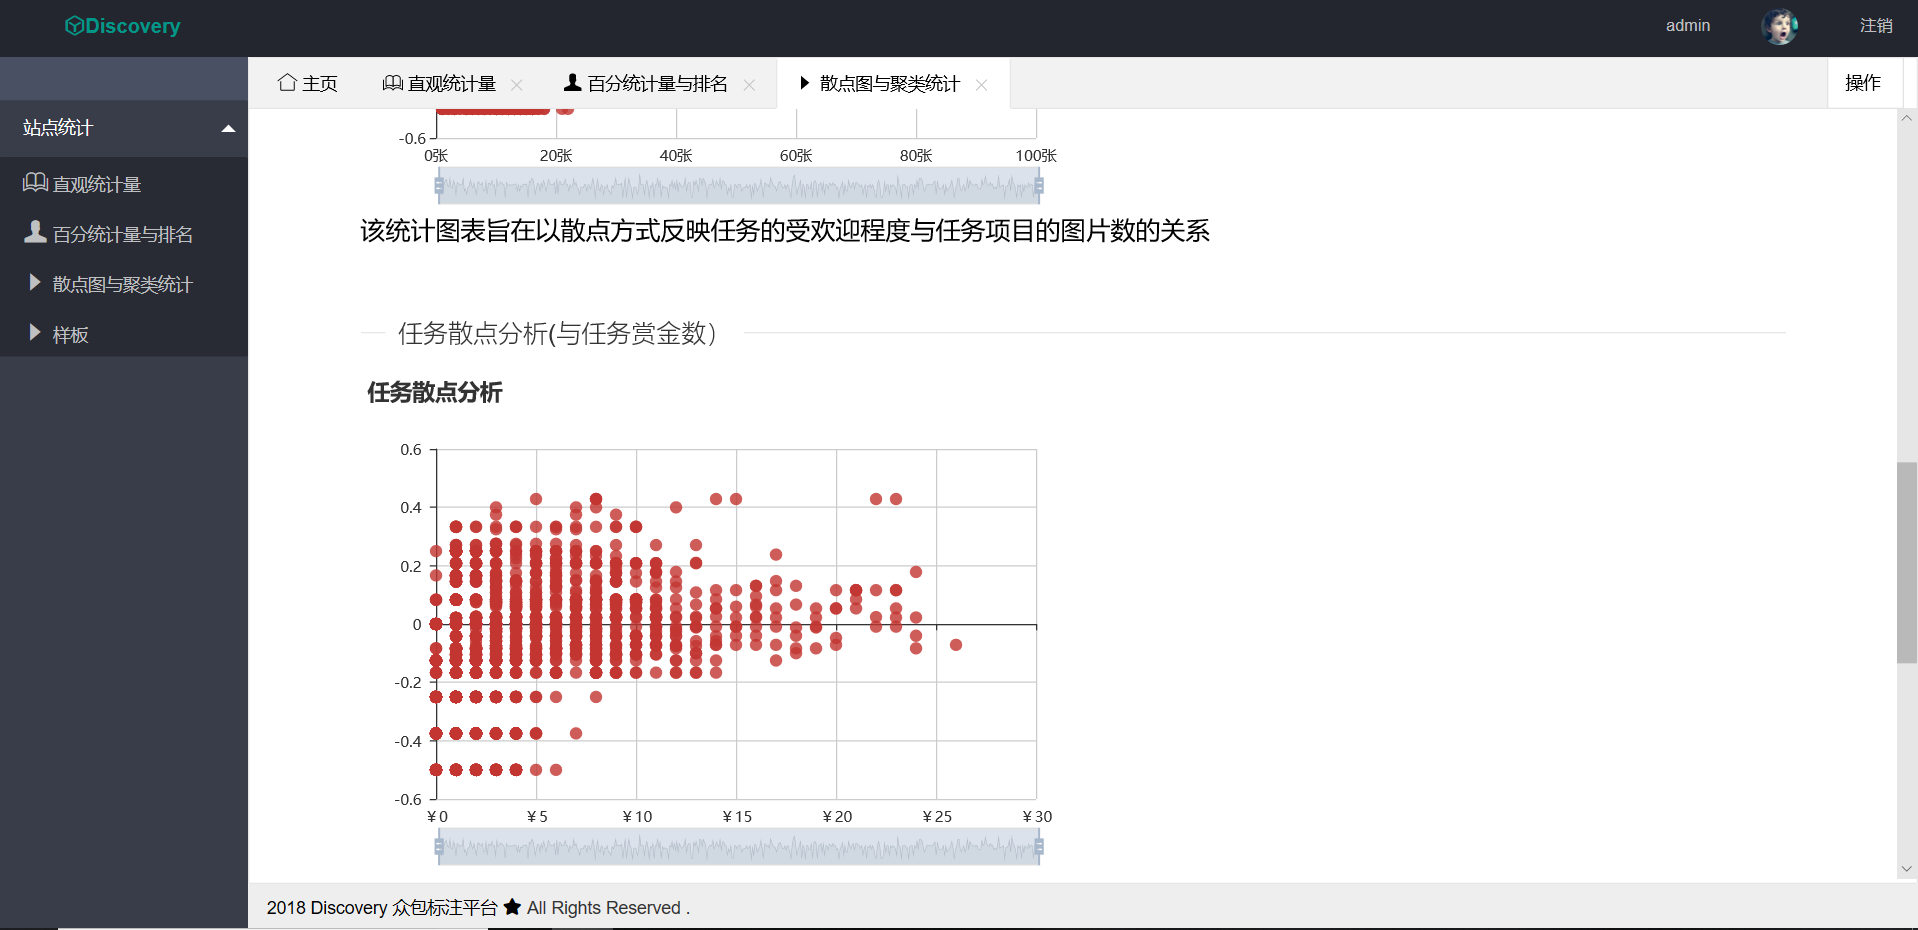 Discovery
admin
注销
主页
直观统计量
百分统计量与排名
散点图与聚类统计
操作
站点统计
直观统计量
百分统计量与排名
散点图与聚类统计
样板
-0.6
0张 20张 40张 60张 80张 100张
该统计图表旨在以散点方式反映任务的受欢迎程度与任务项目的图片数的关系
任务散点分析(与任务赏金数）
任务散点分析
0.6
0.4
0.2
0
-0.2
-0.4
-0.6
¥0 ¥5 ¥10 ¥15 ¥20 ¥25 ¥30
2018 Discovery 众包标注平台 ★ All Rights Reserved .